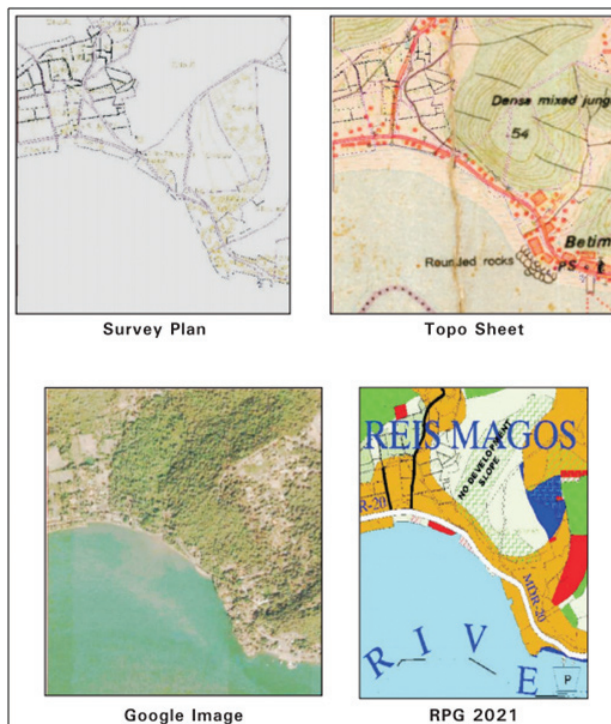 Survey Plan
Dense mixed jung
54
Rounded rocks
Betim
PS
t
Topo Sheet
Google Image
REIS MAGOS
NO DEVELOPMENT
SLOPE
R-20
MDR-20
R I V E
P
RPG 2021